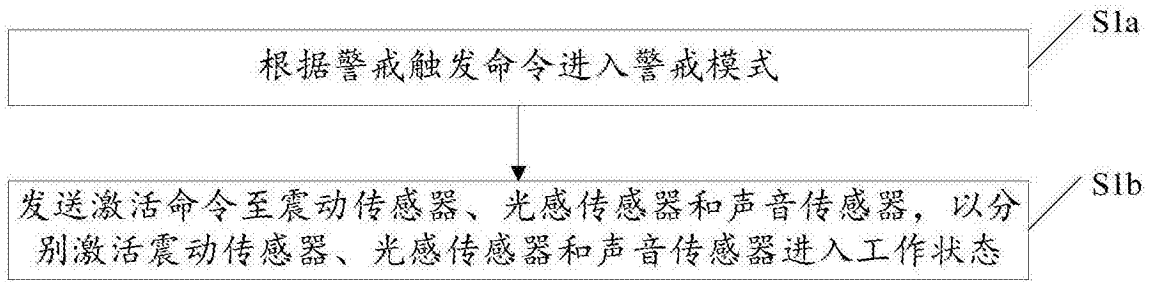 S1a
根据警戒触发命令进入警戒模式
S1b
发送激活命令至震动传感器、光感传感器和声音传感器，以分
别激活震动传感器、光感传感器和声音传感器进入工作状态